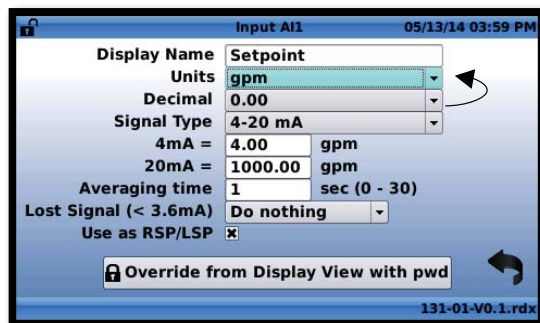 Input AI1 05/13/14 03:59 PM
Display Name Setpoint
Units gpm
Decimal 0.00
Signal Type 4-20 mA
4mA = 4.00 gpm
20mA = 1000.00 gpm
Averaging time 1 sec (0 - 30)
Lost Signal (< 3.6mA) Do nothing
Use as RSP/LSP
Override from Display View with pwd
131-01-V0.1.rdx